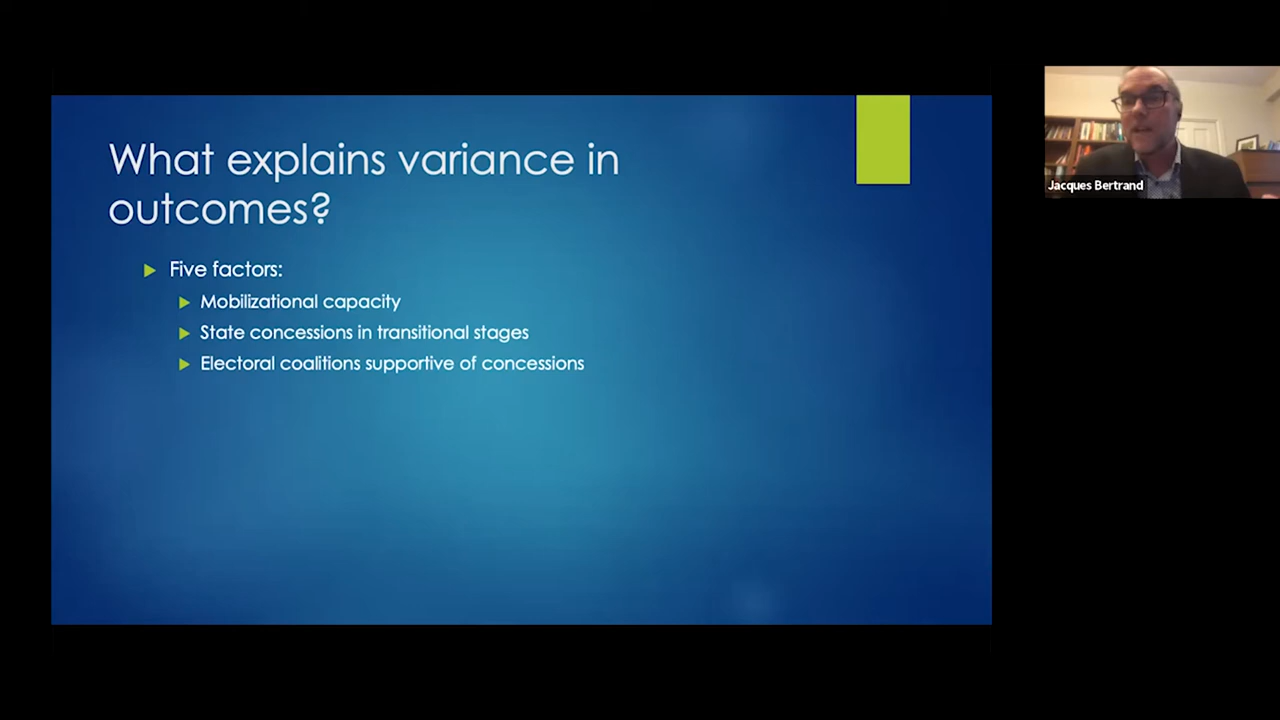 What explains variance in
outcomes?
Five factors:
Mobilizational capacity
State concessions in transitional stages
Electoral coalitions supportive of concessions
Jacques Bertrand